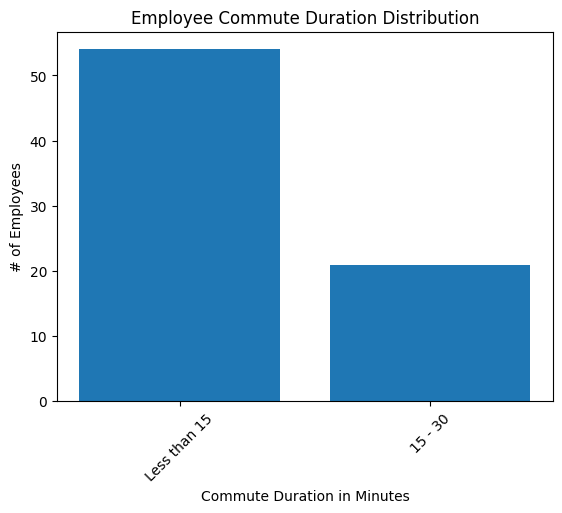 Employee Commute Duration Distribution
# of Employees
50
40
30
20
10
0
Less than 15
15 - 30
Commute Duration in Minutes